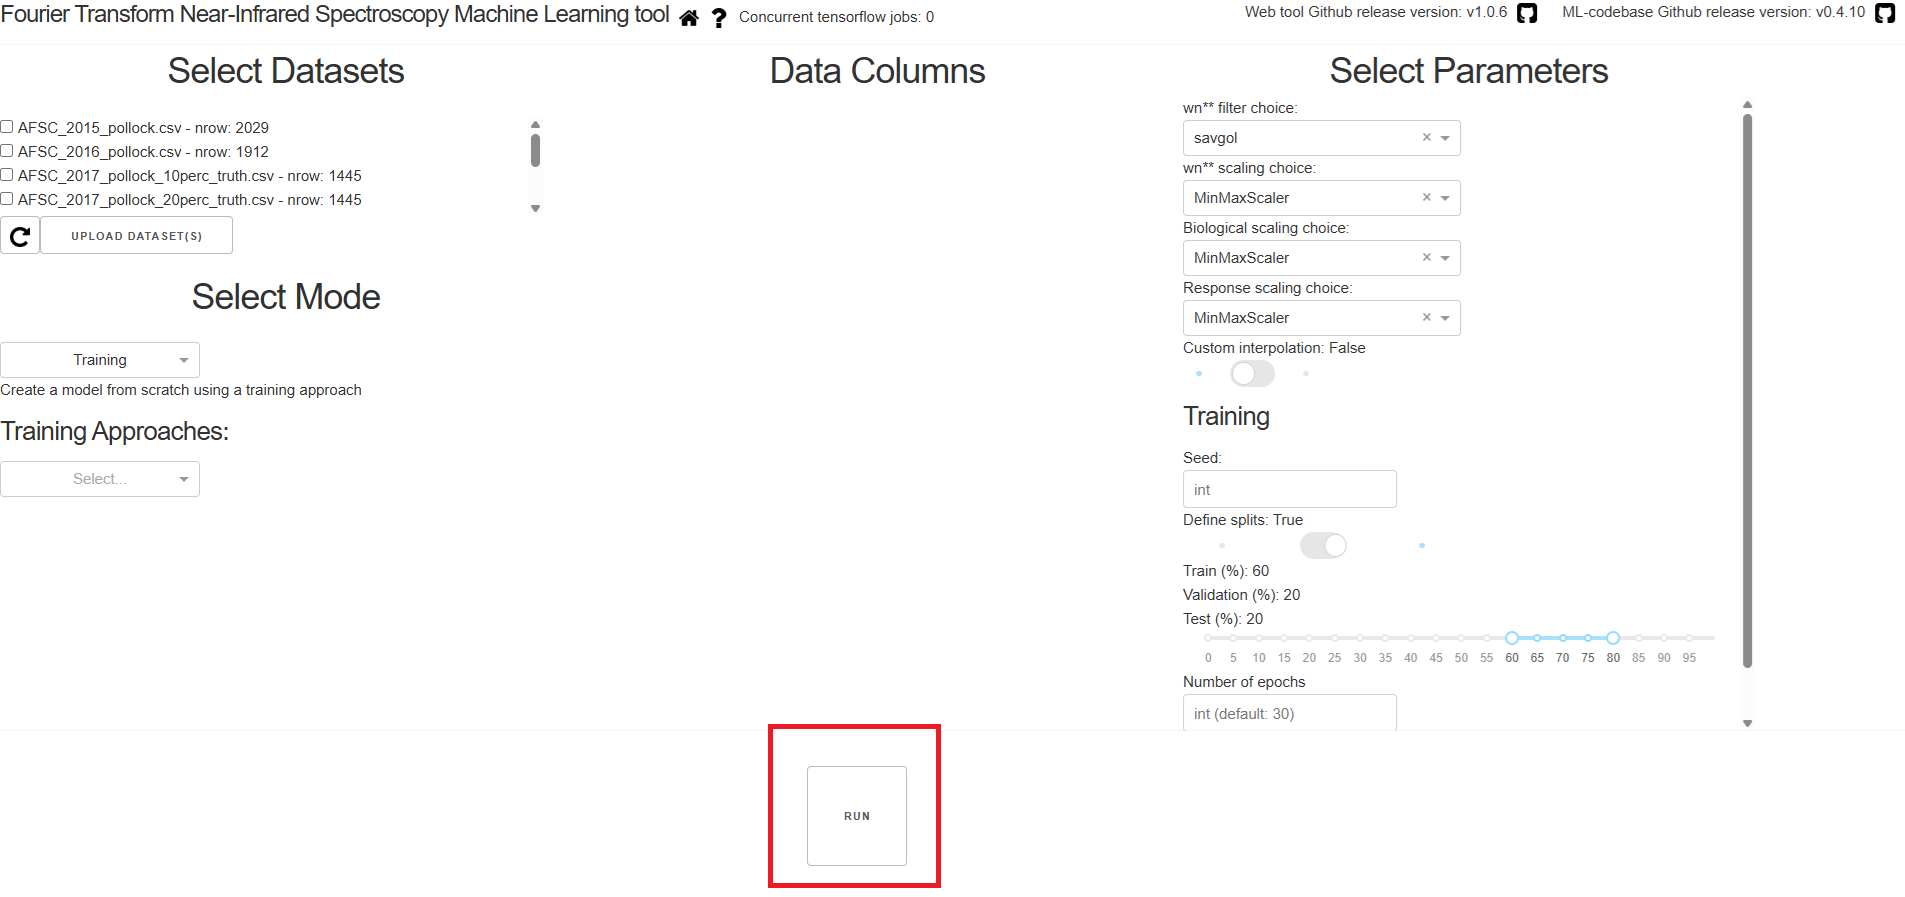 Fourier Transform Near-Infrared Spectroscopy Machine Learning tool ? Concurrent tensorflow jobs: 0 Web tool Github release version: v1.0.6 ML-codebase Github release version: v0.4.10
Select Datasets
AFSC_2015_pollock.csv - nrow: 2029
AFSC_2016_pollock.csv - nrow: 1912
AFSC_2017_pollock_10perc_truth.csv - nrow: 1445
AFSC_2017_pollock_20perc_truth.csv - nrow: 1445
UPLOAD DATASET(S)
Select Mode
Training
Create a model from scratch using a training approach
Training Approaches:
Select...
Data Columns
Select Parameters
wn** filter choice:
savgol ×
wn** scaling choice:
MinMaxScaler ×
Biological scaling choice:
MinMaxScaler ×
Response scaling choice:
MinMaxScaler ×
Custom interpolation: False
Training
Seed:
int
Define splits: True
Train (%): 60
Validation (%): 20
Test (%): 20
0 5 10 15 20 25 30 35 40 45 50 55 60 65 70 75 80 85 90 95
Number of epochs
int (default: 30)
RUN